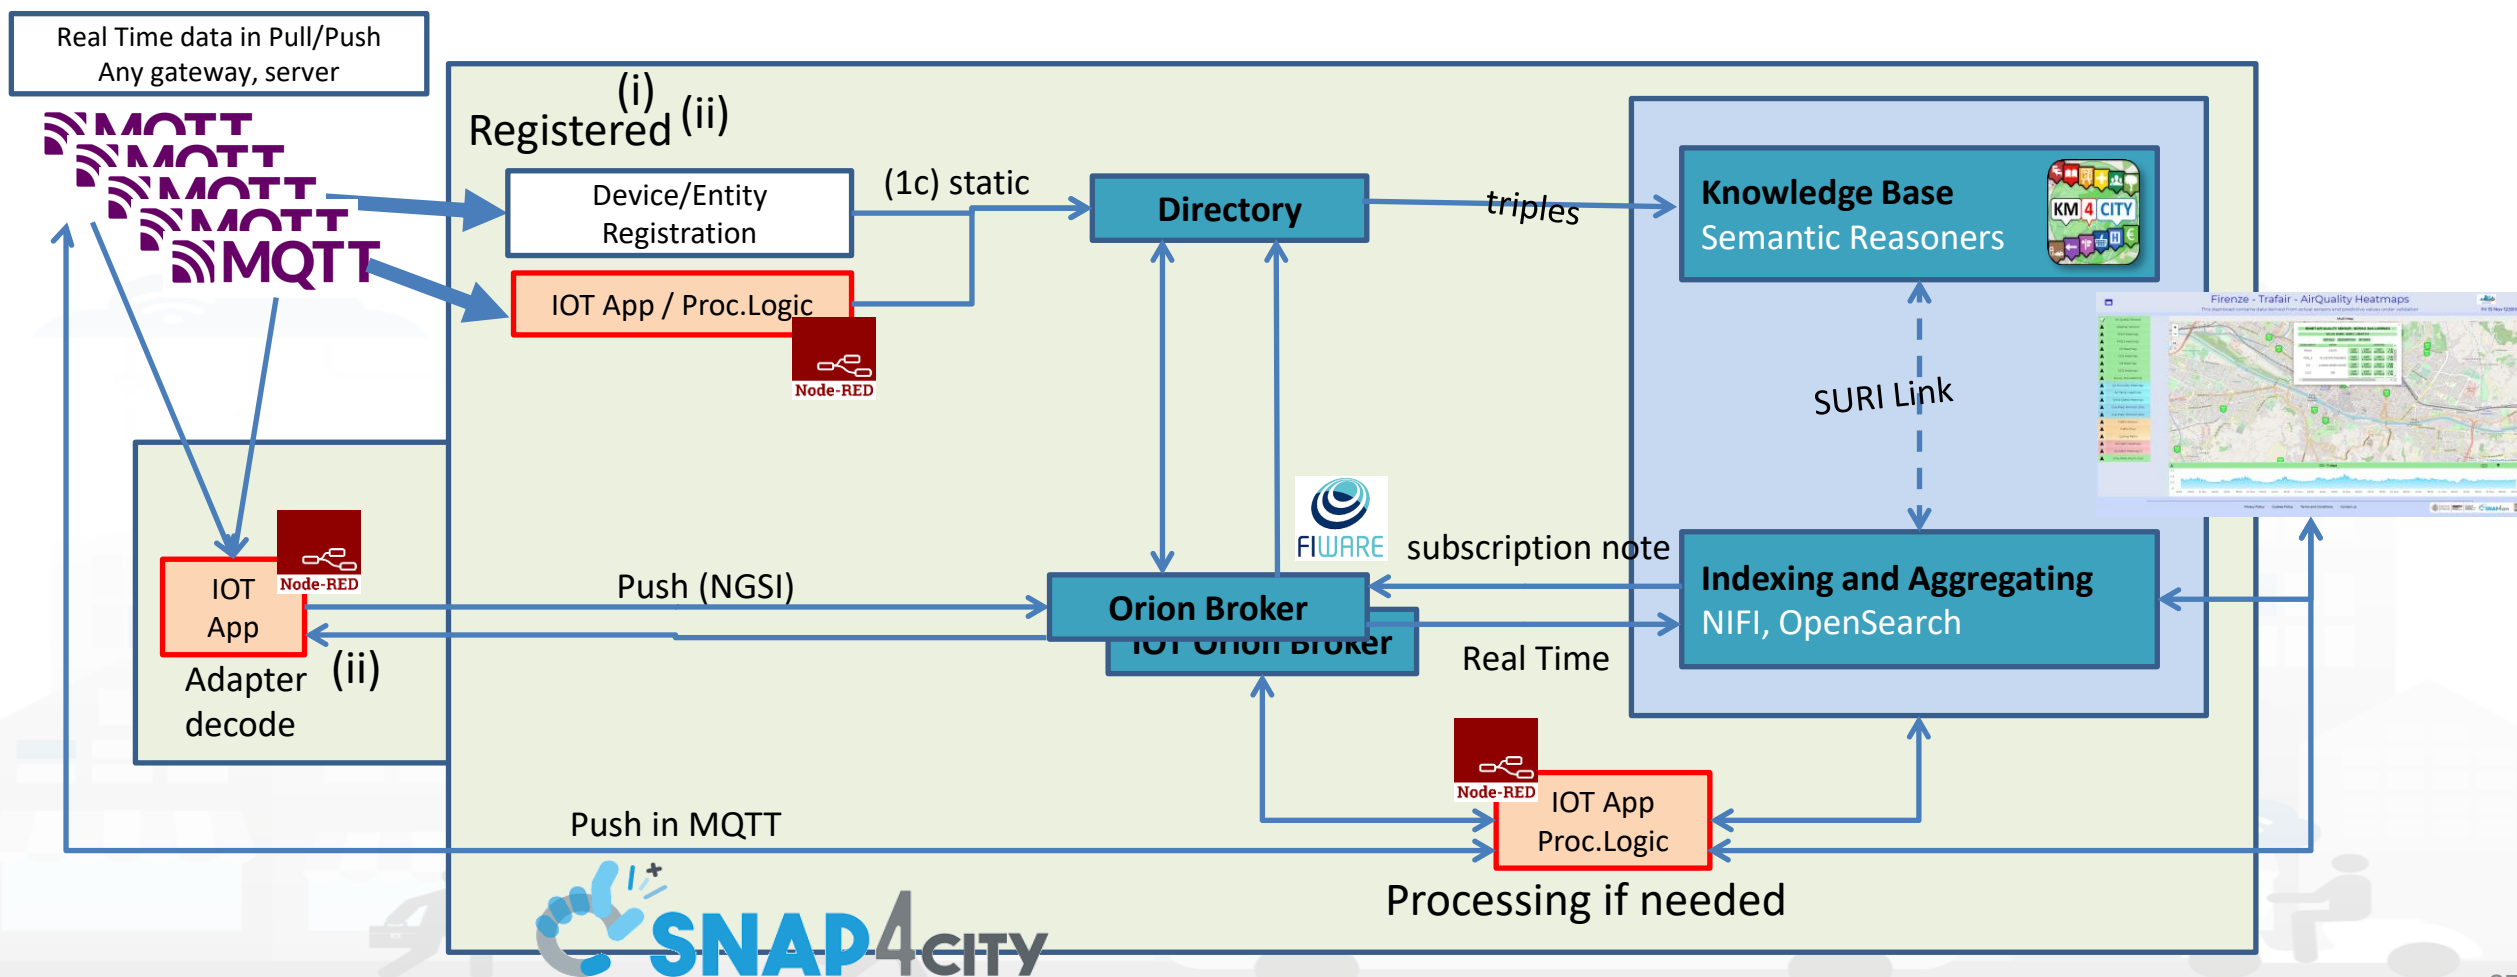 Real Time data in Pull/Push
Any gateway, server
MQTT
MQTT
MQTT
MQTT
MQTT
(i)
Registered (ii)
Device/Entity
Registration
(1c) static
IOT App / Proc.Logic
Node-RED
Directory
triples
Knowledge Base
Semantic Reasoners
KM 4 CITY
SURI Link
Firenze - Trafair - AirQuality Heatmaps
IOT
App
Node-RED
Adapter
decode
(ii)
Push (NGSI)
FIWARE
subscription note
Orion Broker
IOT Orion Broker
Real Time
Indexing and Aggregating
NIFI, OpenSearch
Node-RED
IOT App
Proc.Logic
Push in MQTT
Processing if needed
SNAP4CITY